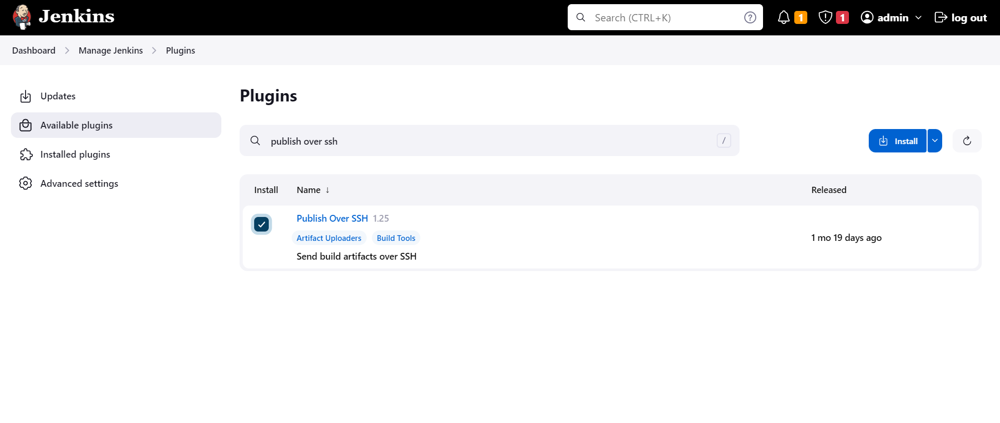 Jenkins
Search (CTRL+K)
?
1
1
admin
log out
Dashboard
Manage Jenkins
Plugins
Updates
Available plugins
Installed plugins
Advanced settings
Plugins
publish over ssh
/
Install
Install
Name ↓
Released
Publish Over SSH 1.25
Artifact Uploaders
Build Tools
Send build artifacts over SSH
1 mo 19 days ago